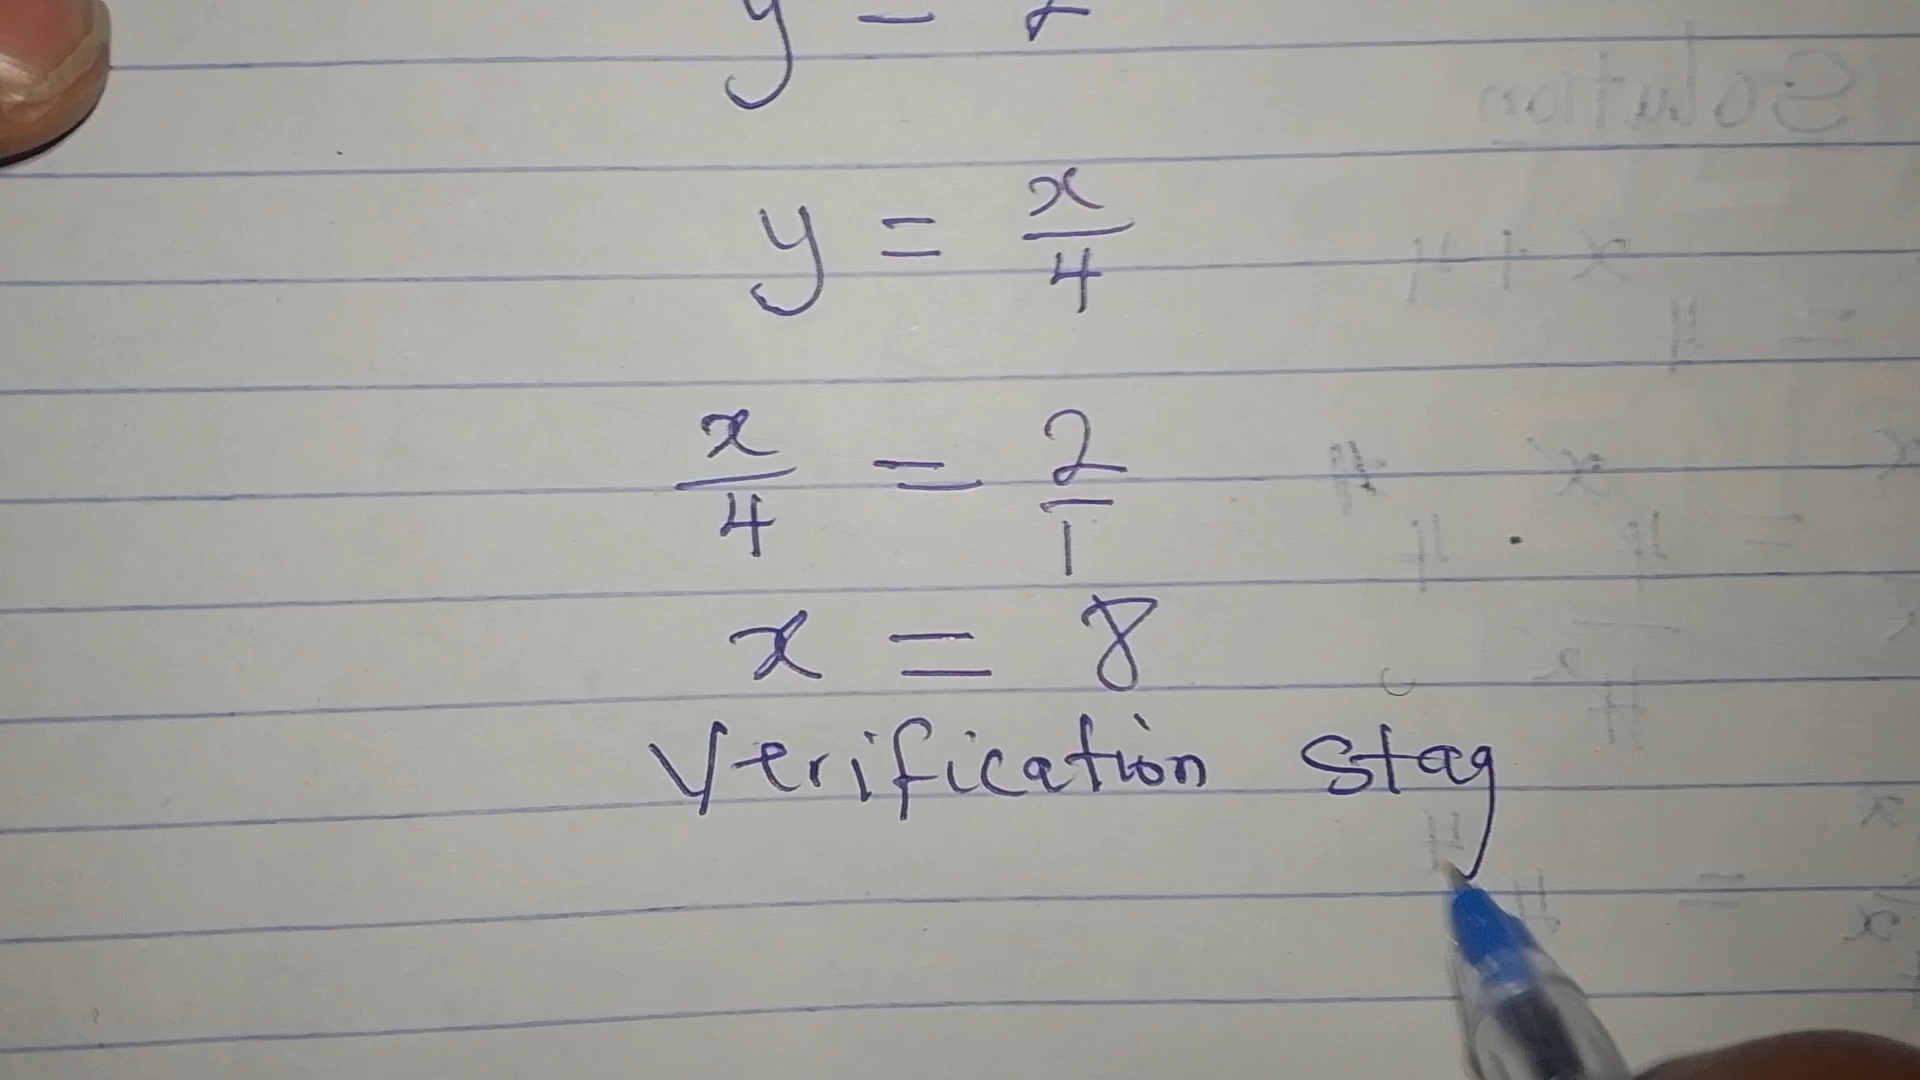 y =
y = x/4
x/4 = 2/1
x = 8
Verification stag